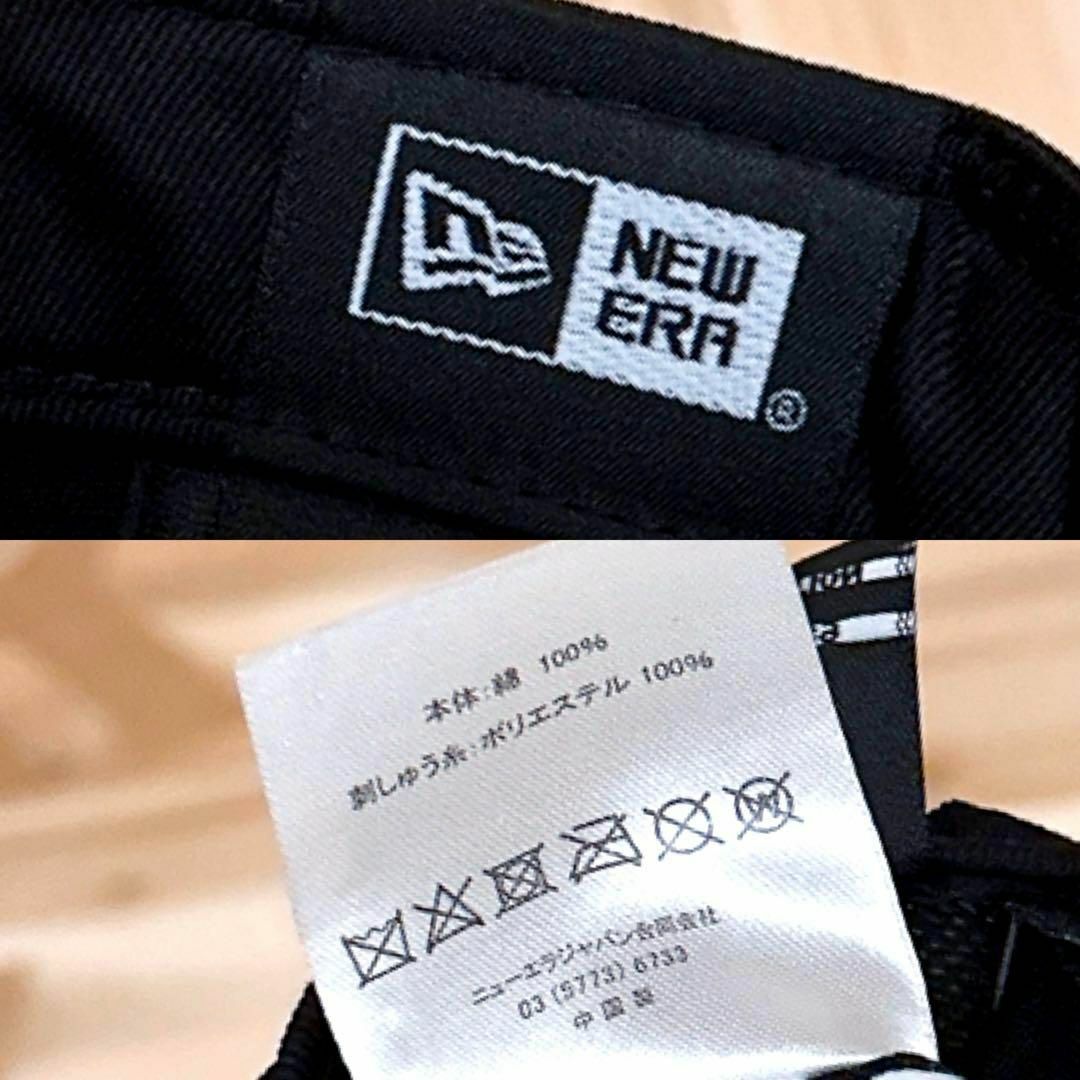 ne
NEW
ERA
®
本体:綿 100%
刺しゅう糸:ポリエステル 100%
W
ニューエラジャパン合同会社
03 (5773) 6733
中国製